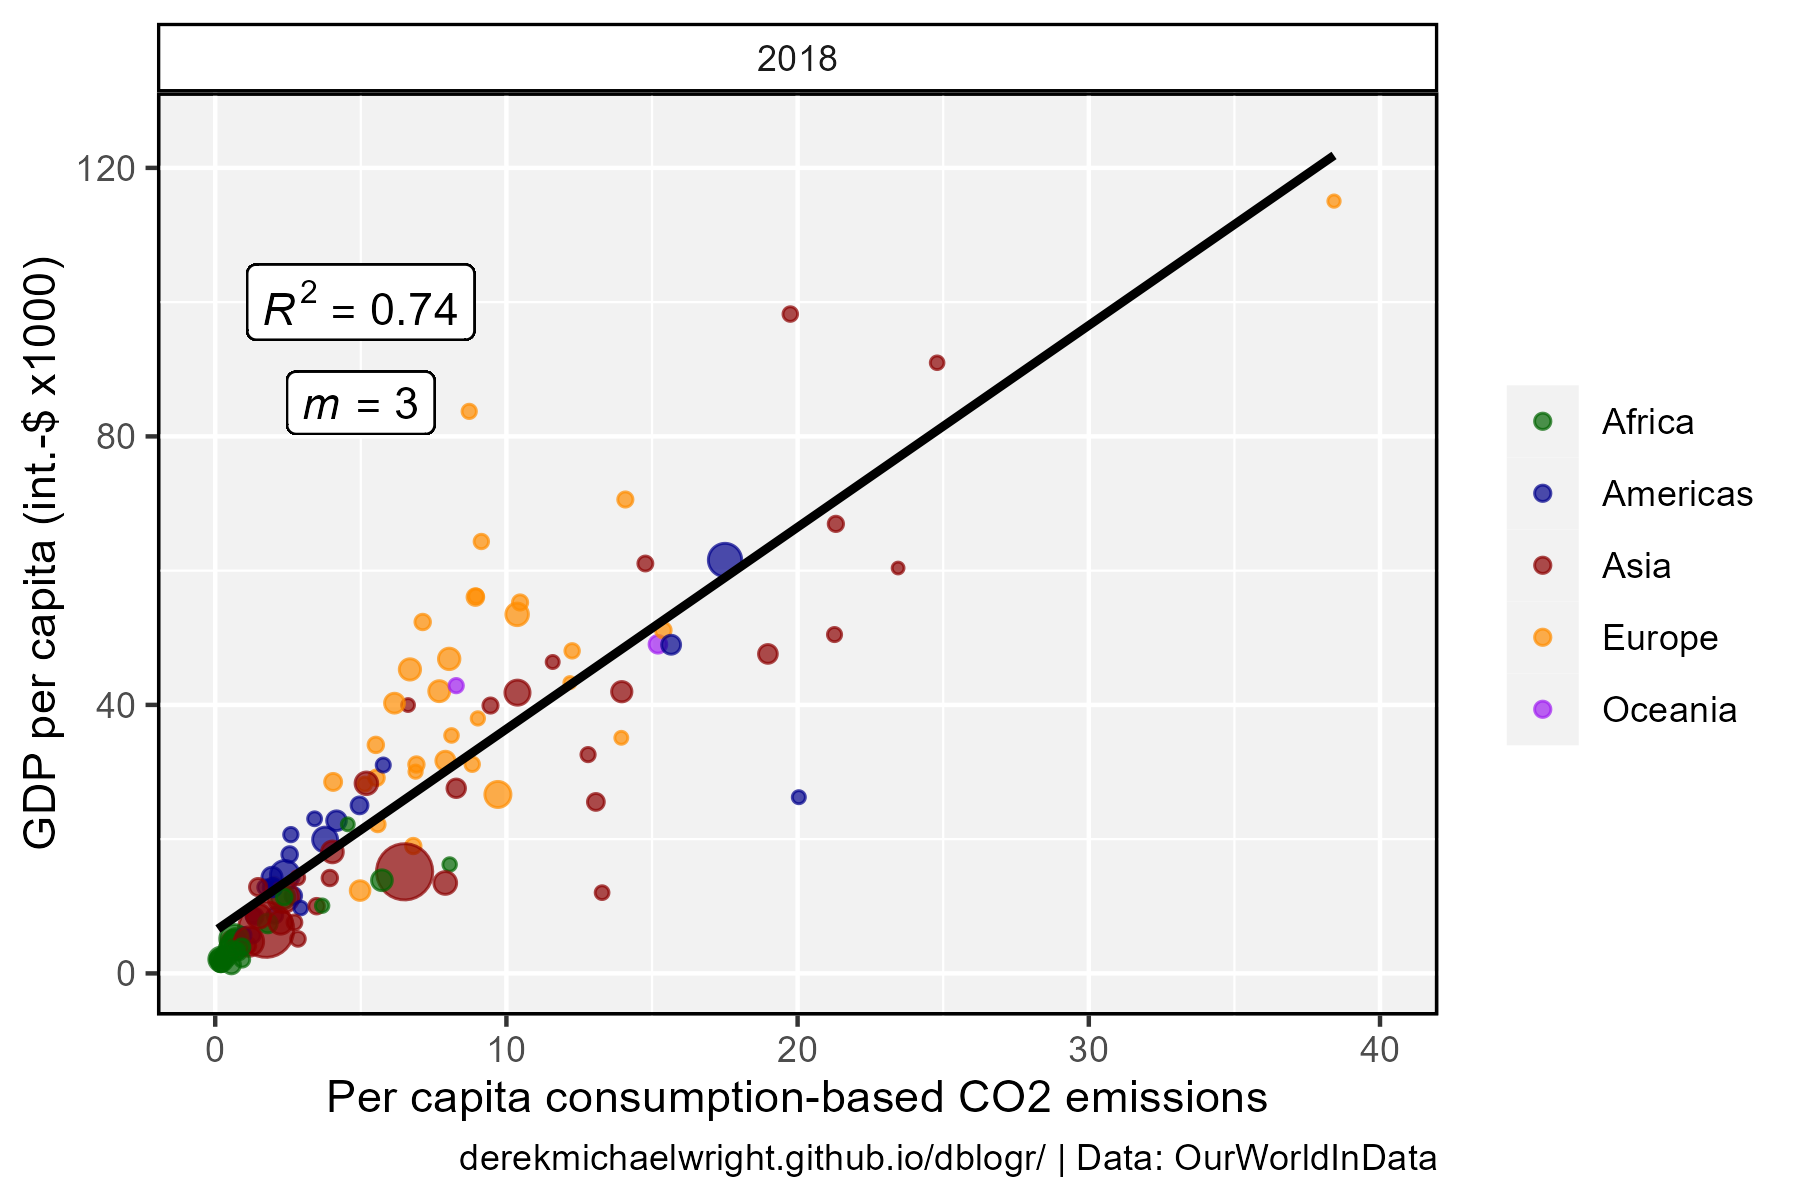 2018
120
80
40
0
GDP per capita (int.-$ x1000)
R² = 0.74
m = 3
Africa
Americas
Asia
Europe
Oceania
0 10 20 30 40
Per capita consumption-based CO2 emissions
derekmichaelwright.github.io/dblogr/ | Data: OurWorldInData